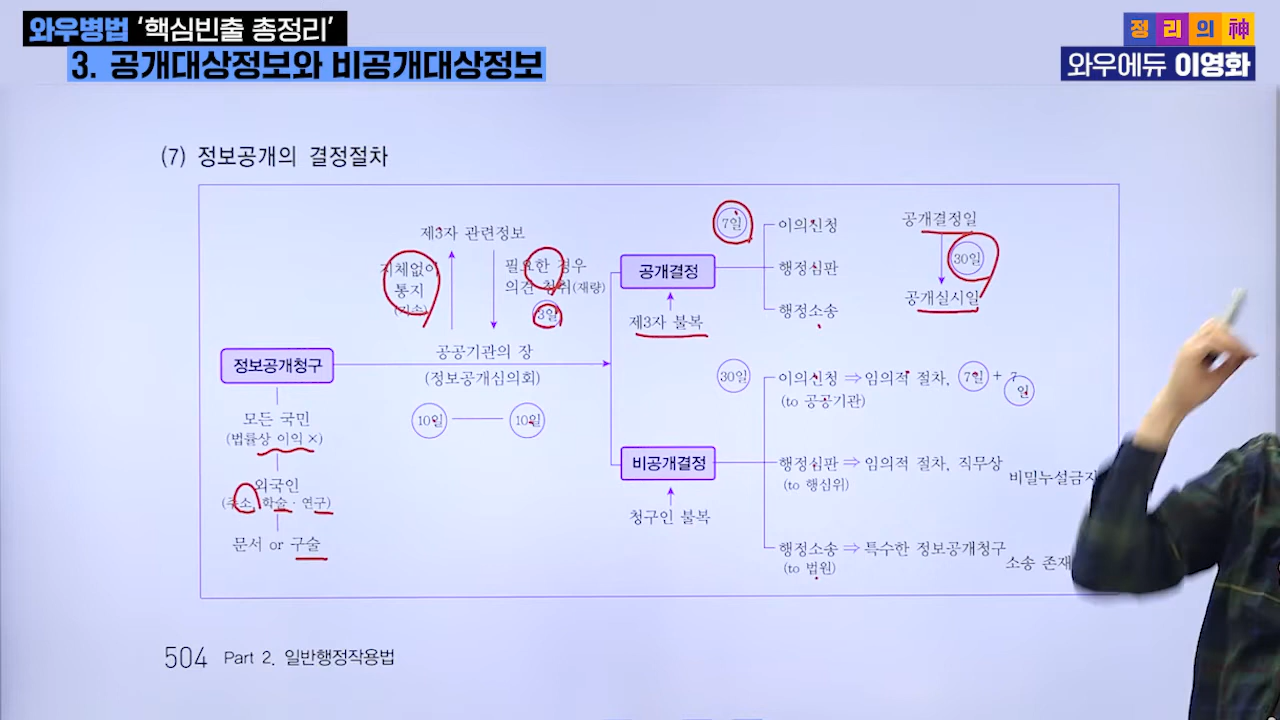 와우병법 '핵심빈출 총정리'
3. 공개대상정보와 비공개대상정보
정리의神
와우에듀 이영화
(7) 정보공개의 결정절차
제3자 관련정보
지체없이
통지
필요한 경우
의견 청취(재량)
3일
공공기관의 장
(정보공개심의회)
10일
10일
정보공개청구
모든 국민
(법률상 이익 ×)
외국인
(주소, 학술 · 연구)
문서 or 구술
공개결정
제3자 불복
7일
이의신청
행정심판
행정소송
공개결정일
30일
공개실시일
비공개결정
청구인 불복
30일
이의신청 ⇒ 임의적 절차, 7일 + 7일
(to 공공기관)
행정심판 ⇒ 임의적 절차, 직무상
비밀누설금지
(to 행심위)
행정소송 ⇒ 특수한 정보공개청구
소송 존재
(to 법원)
504 Part 2. 일반행정작용법